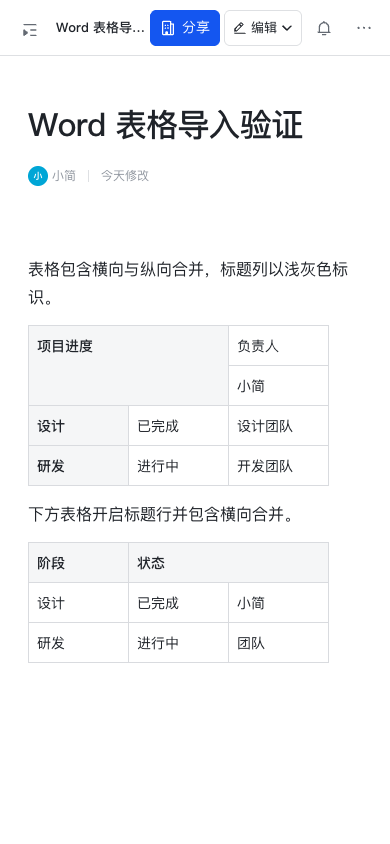 Word 表格导... 分享 编辑
Word 表格导入验证
小 小简 今天修改
表格包含横向与纵向合并，标题列以浅灰色标
识。
项目进度 负责人
小简
设计 已完成 设计团队
研发 进行中 开发团队
下方表格开启标题行并包含横向合并。
阶段 状态
设计 已完成 小简
研发 进行中 团队